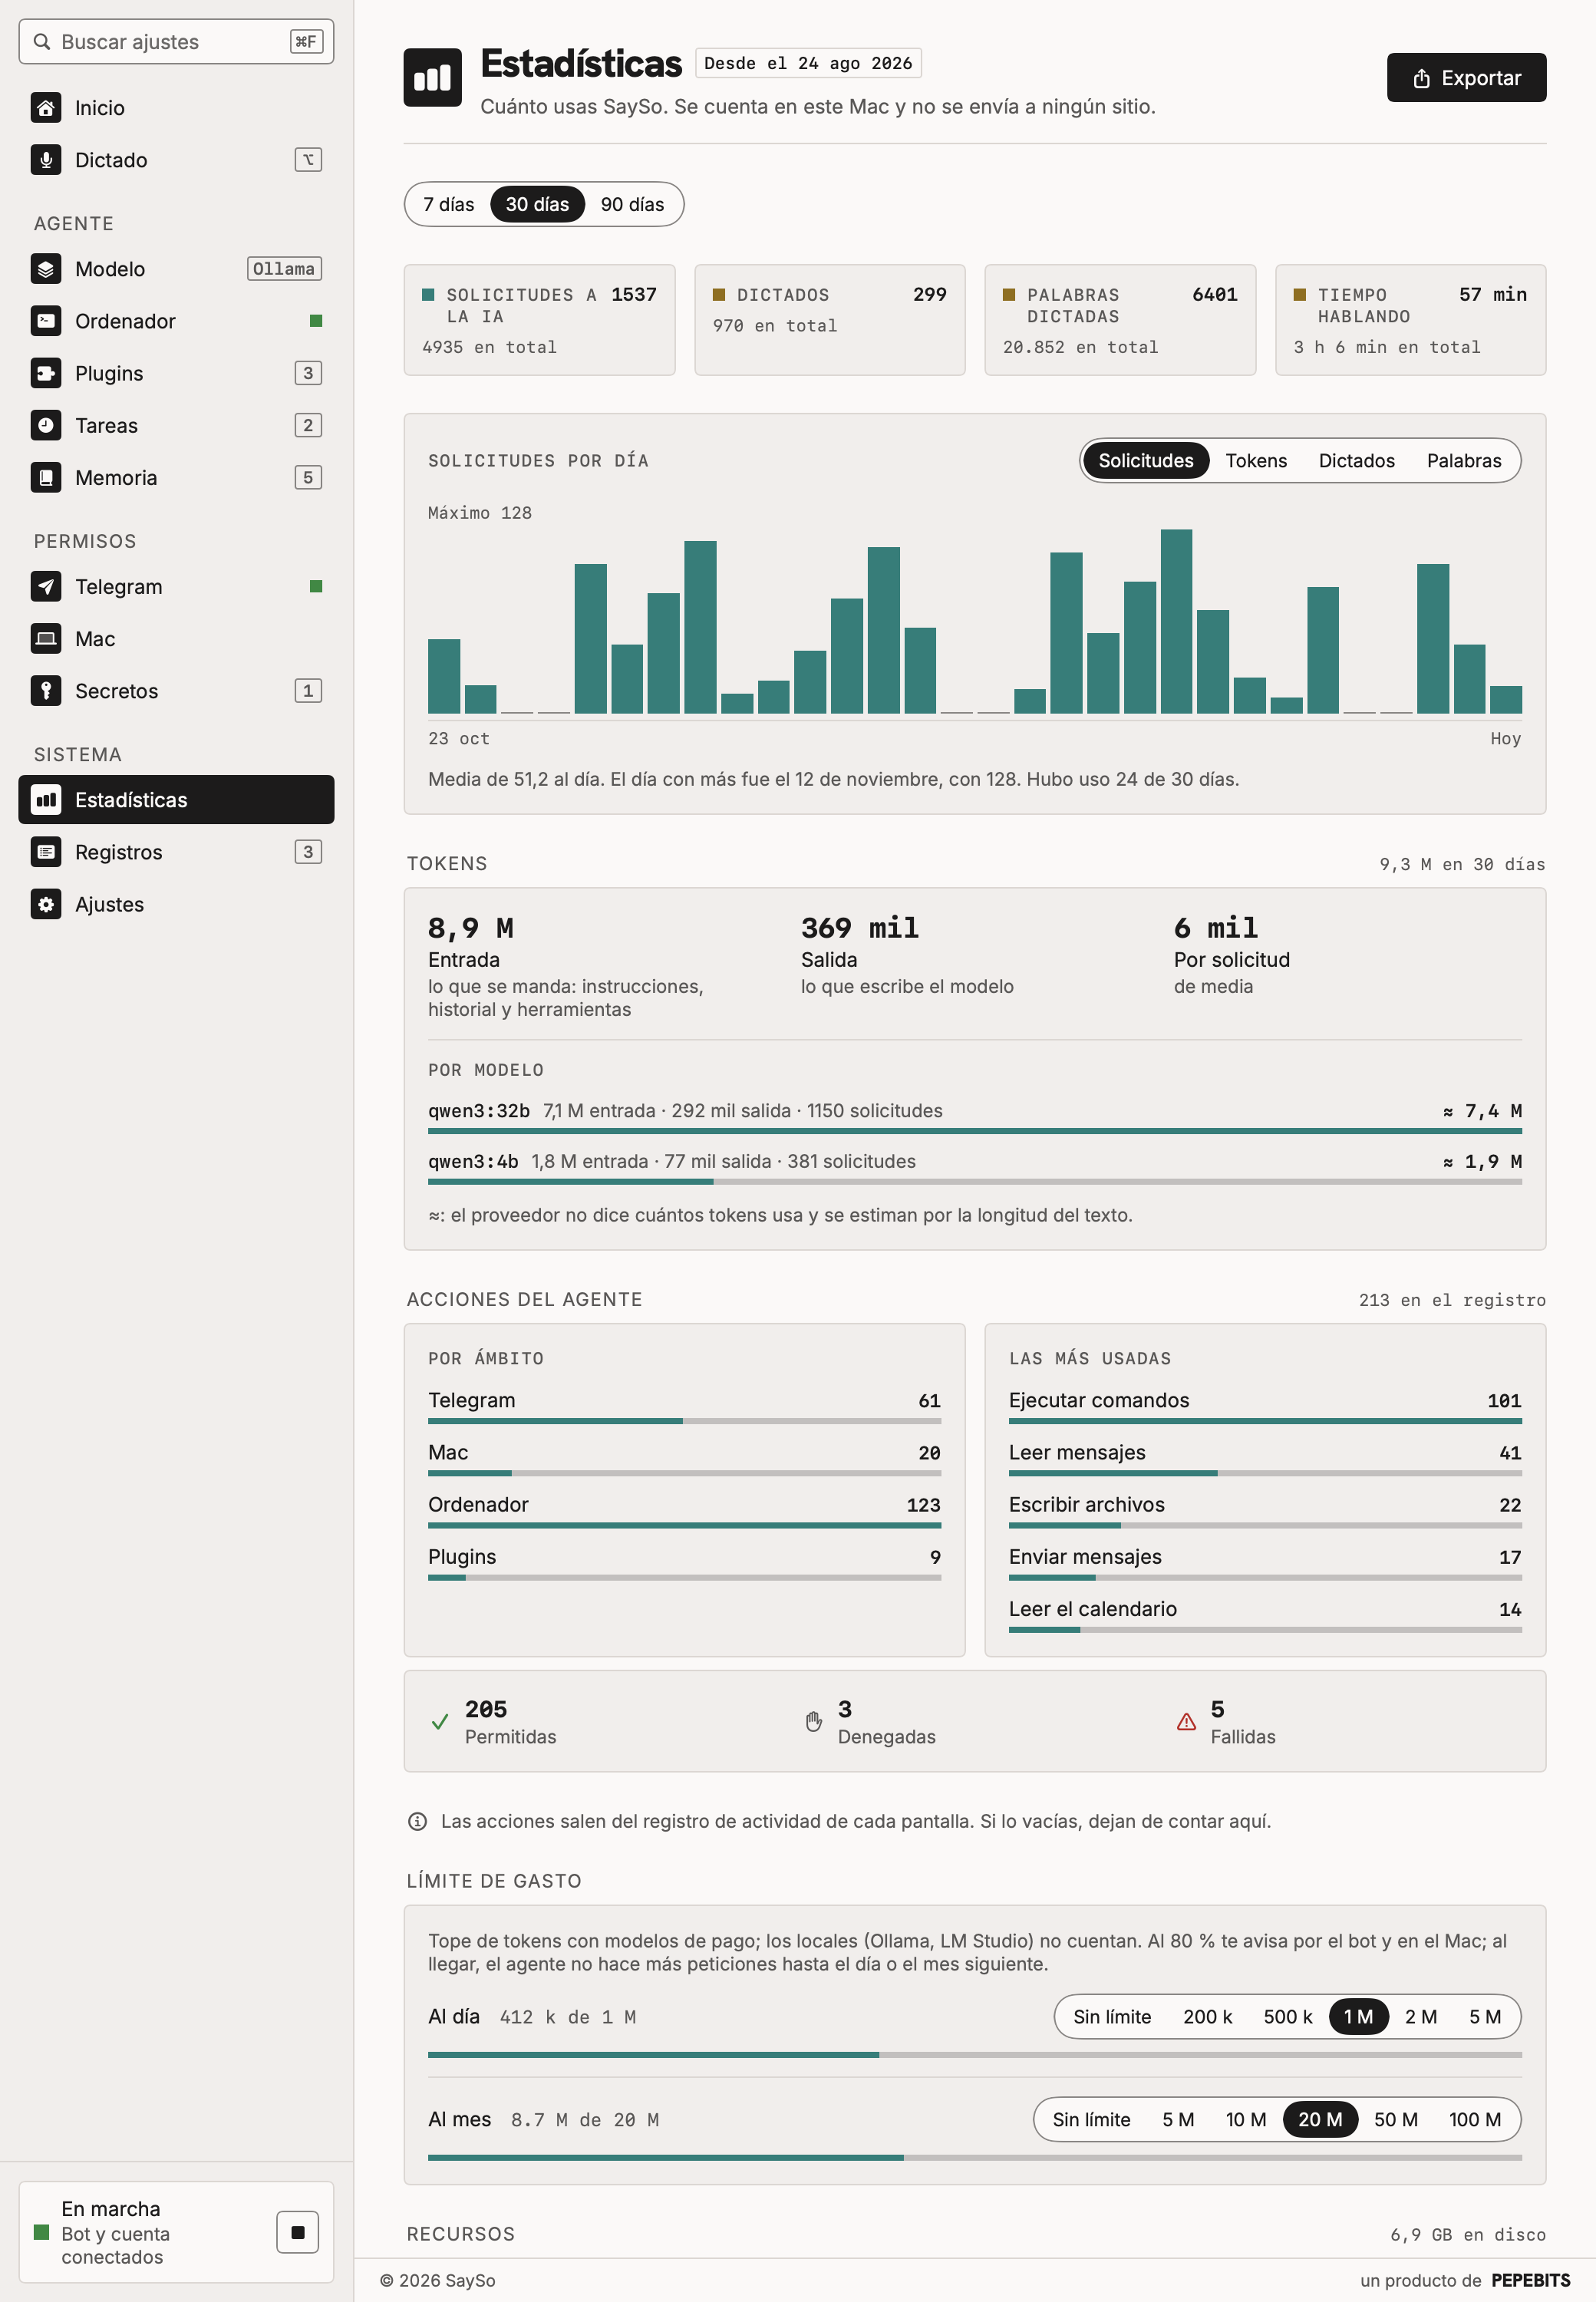 Buscar ajustes ⌘F
Inicio
Dictado ⌥
AGENTE
Modelo Ollama
Ordenador
Plugins 3
Tareas 2
Memoria 5
PERMISOS
Telegram
Mac
Secretos 1
SISTEMA
Estadísticas
Registros 3
Ajustes
En marcha
Bot y cuenta
conectados
Estadísticas Desde el 24 ago 2026
Cuánto usas SaySo. Se cuenta en este Mac y no se envía a ningún sitio.
Exportar
7 días 30 días 90 días
SOLICITUDES A 1537
LA IA
4935 en total
DICTADOS 299
970 en total
PALABRAS 6401
DICTADAS
20.852 en total
TIEMPO 57 min
HABLANDO
3 h 6 min en total
SOLICITUDES POR DÍA
Solicitudes Tokens Dictados Palabras
Máximo 128
23 oct Hoy
Media de 51,2 al día. El día con más fue el 12 de noviembre, con 128. Hubo uso 24 de 30 días.
TOKENS 9,3 M en 30 días
8,9 M
Entrada
lo que se manda: instrucciones,
historial y herramientas
369 mil
Salida
lo que escribe el modelo
6 mil
Por solicitud
de media
POR MODELO
qwen3:32b 7,1 M entrada · 292 mil salida · 1150 solicitudes ≈ 7,4 M
qwen3:4b 1,8 M entrada · 77 mil salida · 381 solicitudes ≈ 1,9 M
≈: el proveedor no dice cuántos tokens usa y se estiman por la longitud del texto.
ACCIONES DEL AGENTE 213 en el registro
POR ÁMBITO
Telegram 61
Mac 20
Ordenador 123
Plugins 9
LAS MÁS USADAS
Ejecutar comandos 101
Leer mensajes 41
Escribir archivos 22
Enviar mensajes 17
Leer el calendario 14
205
Permitidas
3
Denegadas
5
Fallidas
Las acciones salen del registro de actividad de cada pantalla. Si lo vacías, dejan de contar aquí.
LÍMITE DE GASTO
Tope de tokens con modelos de pago; los locales (Ollama, LM Studio) no cuentan. Al 80 % te avisa por el bot y en el Mac; al
llegar, el agente no hace más peticiones hasta el día o el mes siguiente.
Al día 412 k de 1 M
Sin límite 200 k 500 k 1 M 2 M 5 M
Al mes 8.7 M de 20 M
Sin límite 5 M 10 M 20 M 50 M 100 M
RECURSOS 6,9 GB en disco
© 2026 SaySo
un producto de PEPEBITS